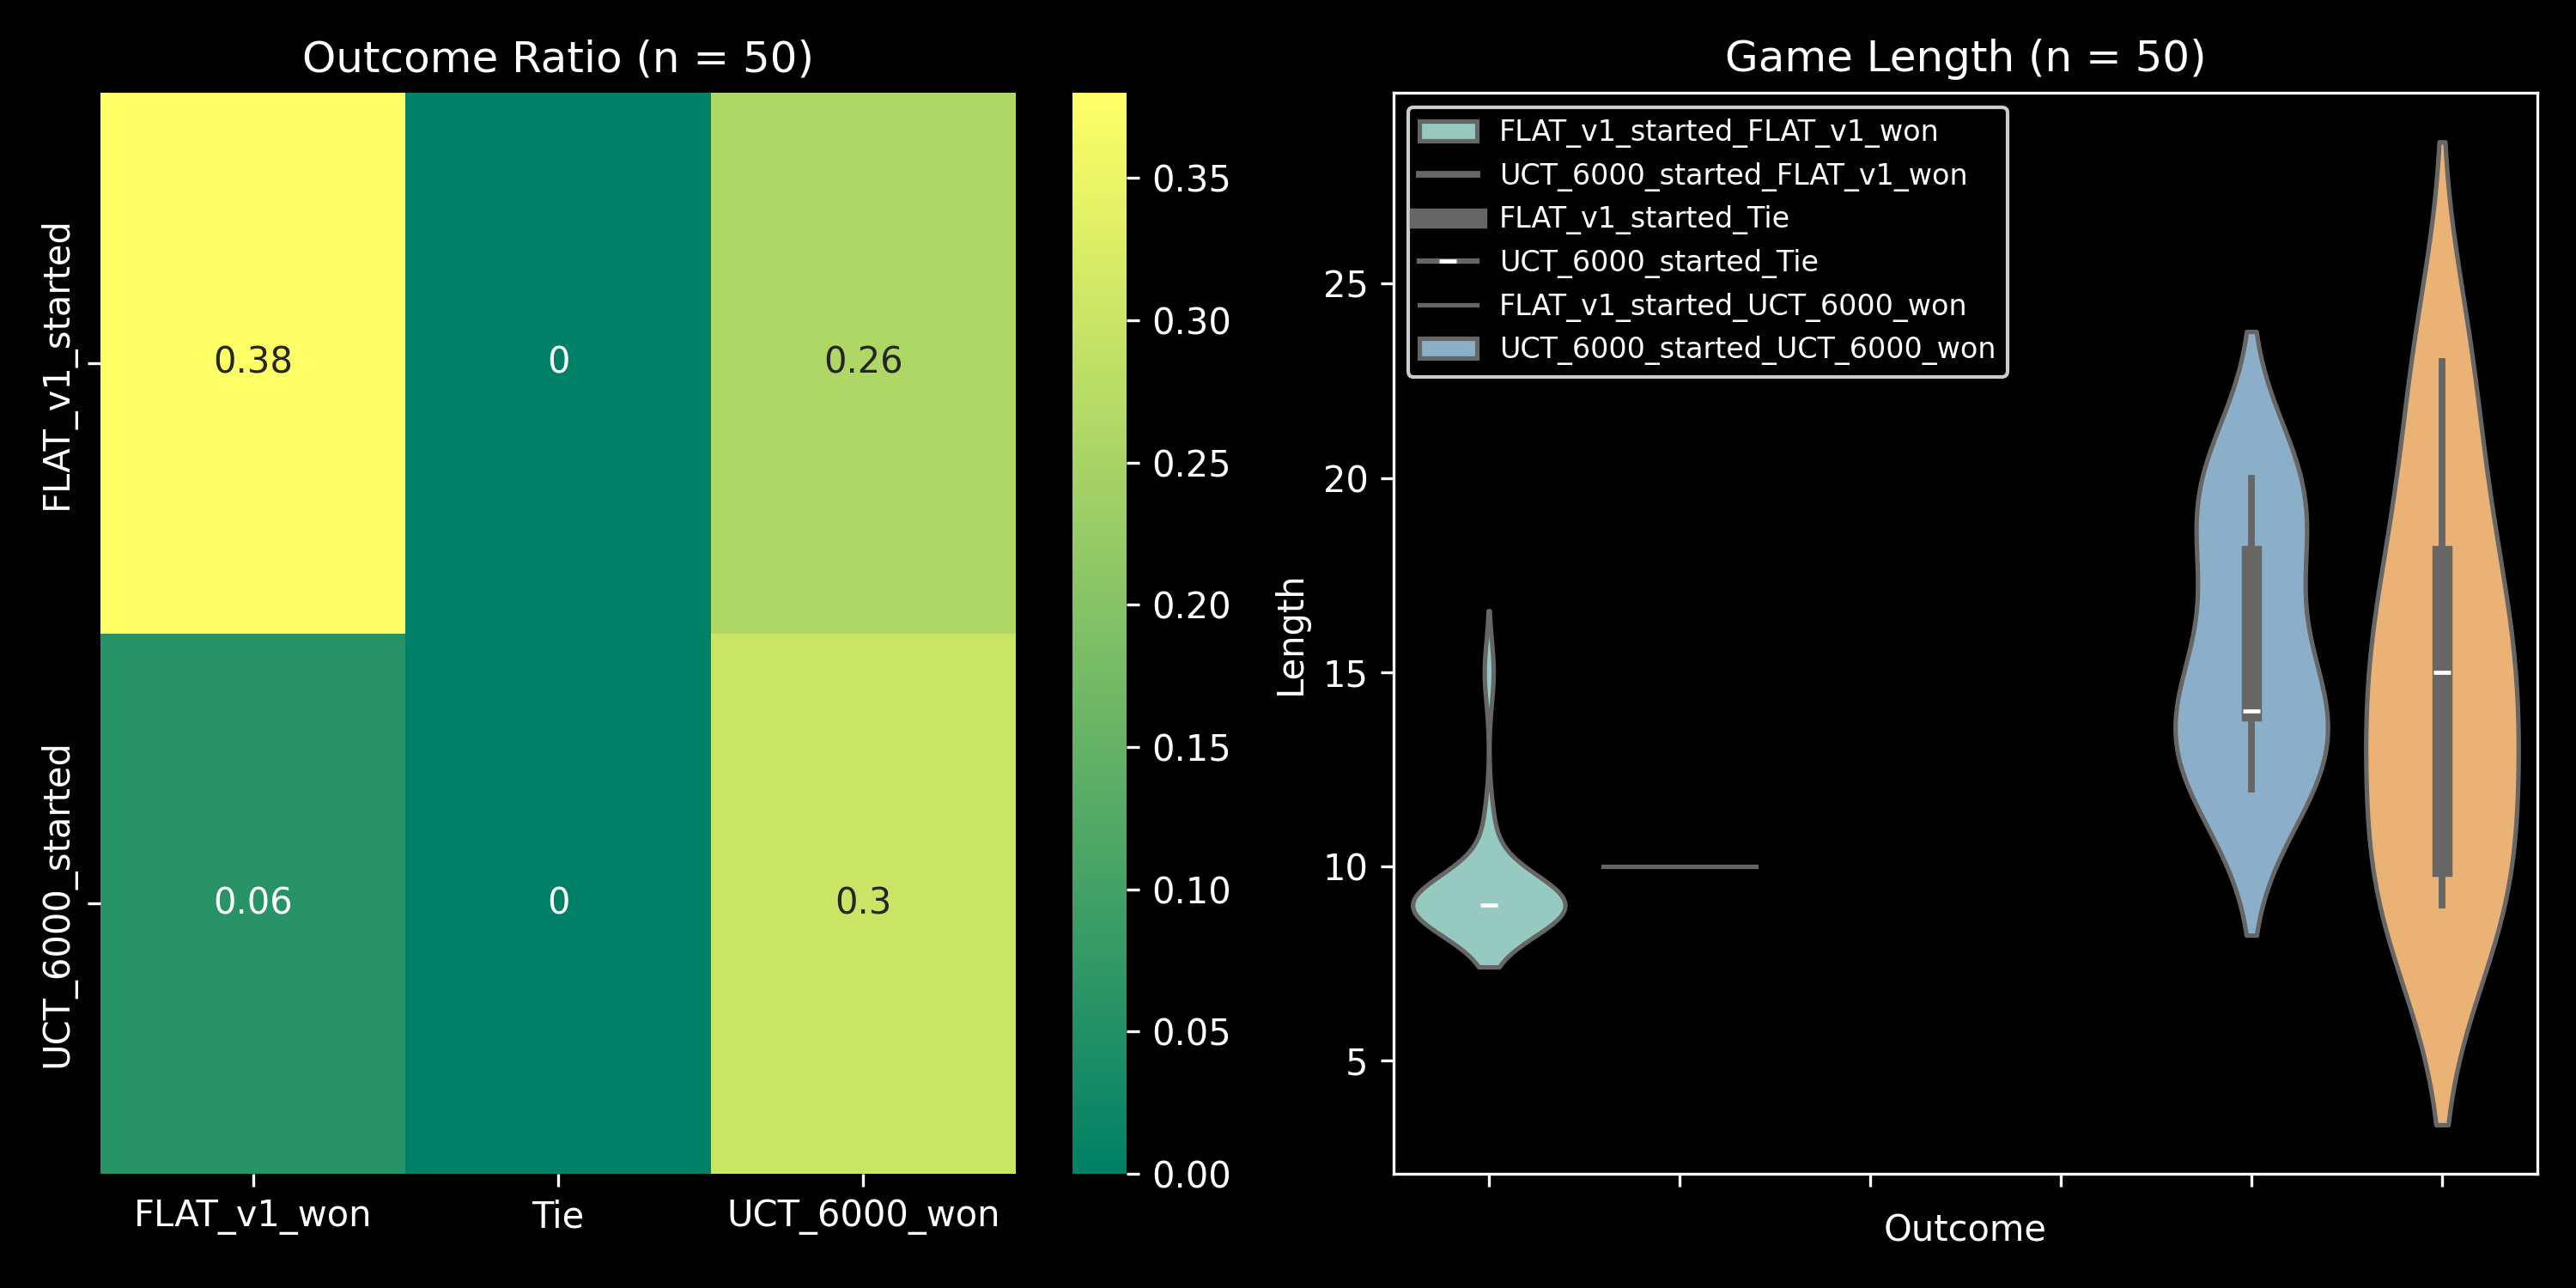 Outcome Ratio (n = 50)
FLAT_v1_started
UCT_6000_started
0.38
0
0.26
0.06
0
0.3
FLAT_v1_won
Tie
UCT_6000_won
0.35
0.30
0.25
0.20
0.15
0.10
0.05
0.00
Game Length (n = 50)
FLAT_v1_started_FLAT_v1_won
UCT_6000_started_FLAT_v1_won
FLAT_v1_started_Tie
UCT_6000_started_Tie
FLAT_v1_started_UCT_6000_won
UCT_6000_started_UCT_6000_won
Length
25
20
15
10
5
Outcome